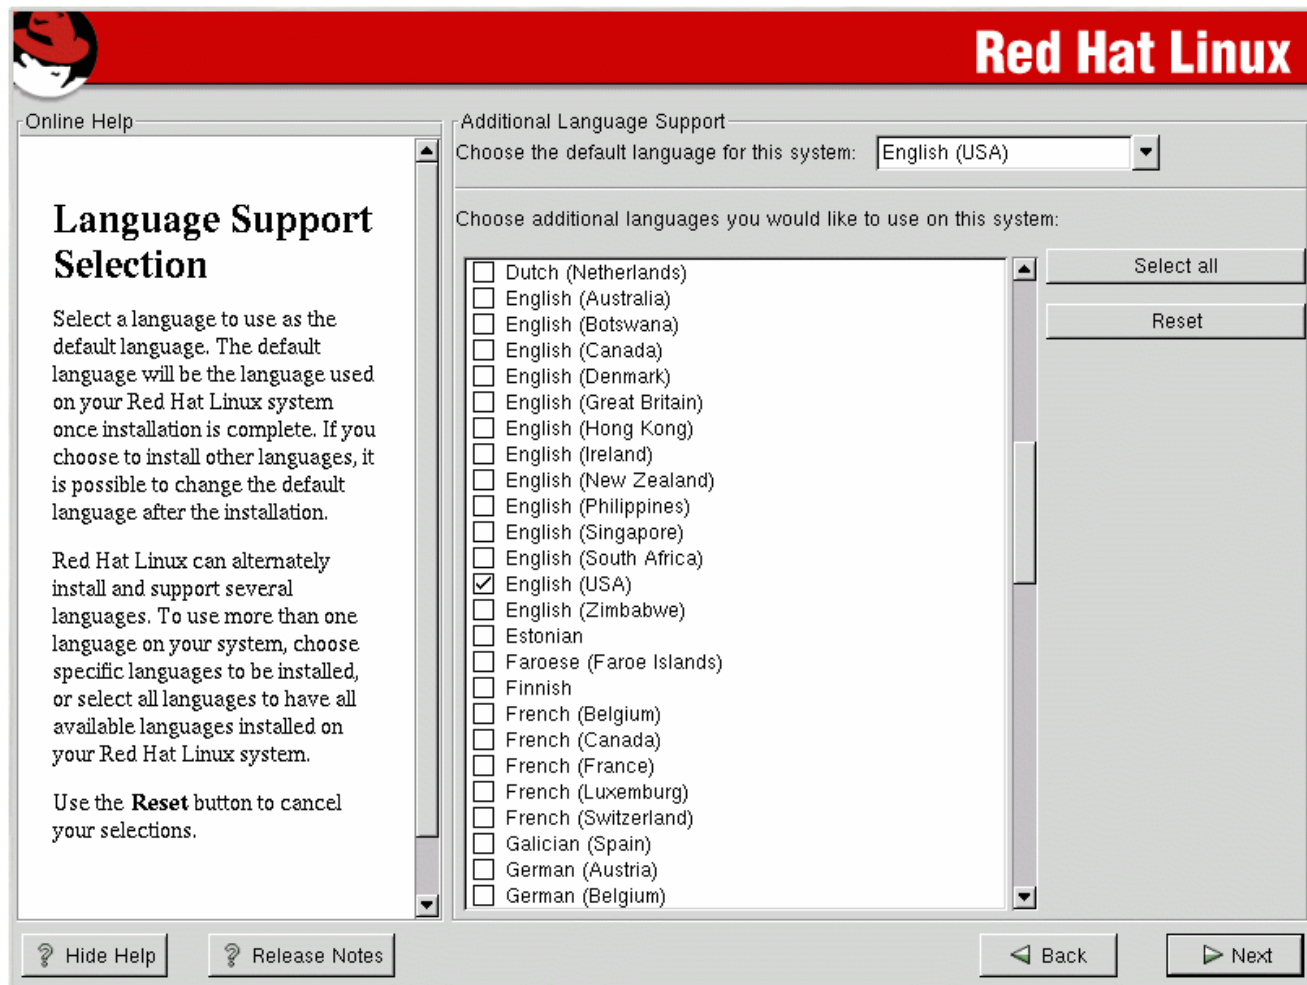 Red Hat Linux
Online Help
Language Support
Selection
Select a language to use as the
default language. The default
language will be the language used
on your Red Hat Linux system
once installation is complete. If you
choose to install other languages, it
is possible to change the default
language after the installation.
Red Hat Linux can alternately
install and support several
languages. To use more than one
language on your system, choose
specific languages to be installed,
or select all languages to have all
available languages installed on
your Red Hat Linux system.
Use the Reset button to cancel
your selections.
Additional Language Support
Choose the default language for this system: English (USA)
Choose additional languages you would like to use on this system:
Dutch (Netherlands)
English (Australia)
English (Botswana)
English (Canada)
English (Denmark)
English (Great Britain)
English (Hong Kong)
English (Ireland)
English (New Zealand)
English (Philippines)
English (Singapore)
English (South Africa)
English (USA)
English (Zimbabwe)
Estonian
Faroese (Faroe Islands)
Finnish
French (Belgium)
French (Canada)
French (France)
French (Luxemburg)
French (Switzerland)
Galician (Spain)
German (Austria)
German (Belgium)
Select all
Reset
Hide Help
Release Notes
Back
Next